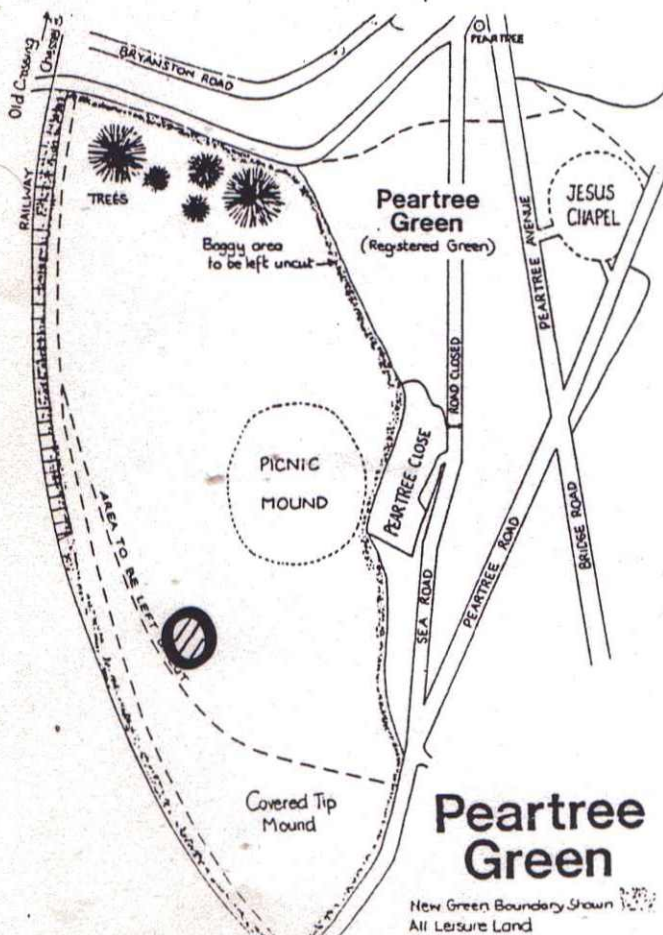 Old Crossing
Chessel
BRYANSTON ROAD
PEARTREE
RAILWAY
TREES
Boggy area
to be left uncut
Peartree
Green
(Registered Green)
JESUS
CHAPEL
PEARTREE AVENUE
ROAD CLOSED
PICNIC
MOUND
PEARTREE CLOSE
AREA TO BE LEFT
SEA ROAD
PEARTREE ROAD
BRIDGE ROAD
Covered Tip
Mound
Peartree
Green
New Green Boundary Shown
All Leisure Land